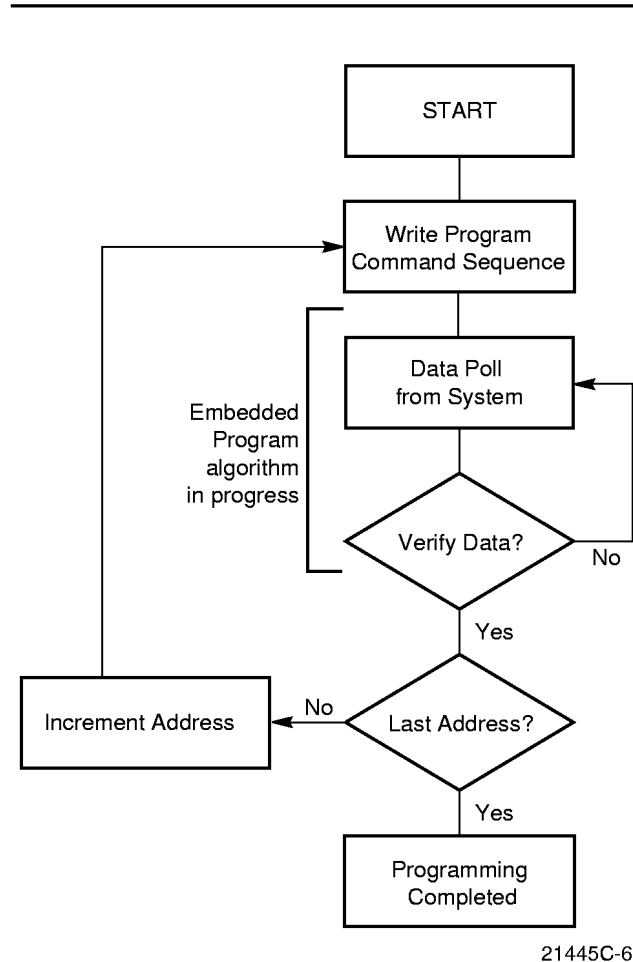 START
Write Program
Command Sequence
Data Poll
from System
Embedded
Program
algorithm
in progress
Verify Data?
No
Yes
No
Increment Address
Last Address?
Yes
Programming
Completed
21445C-6